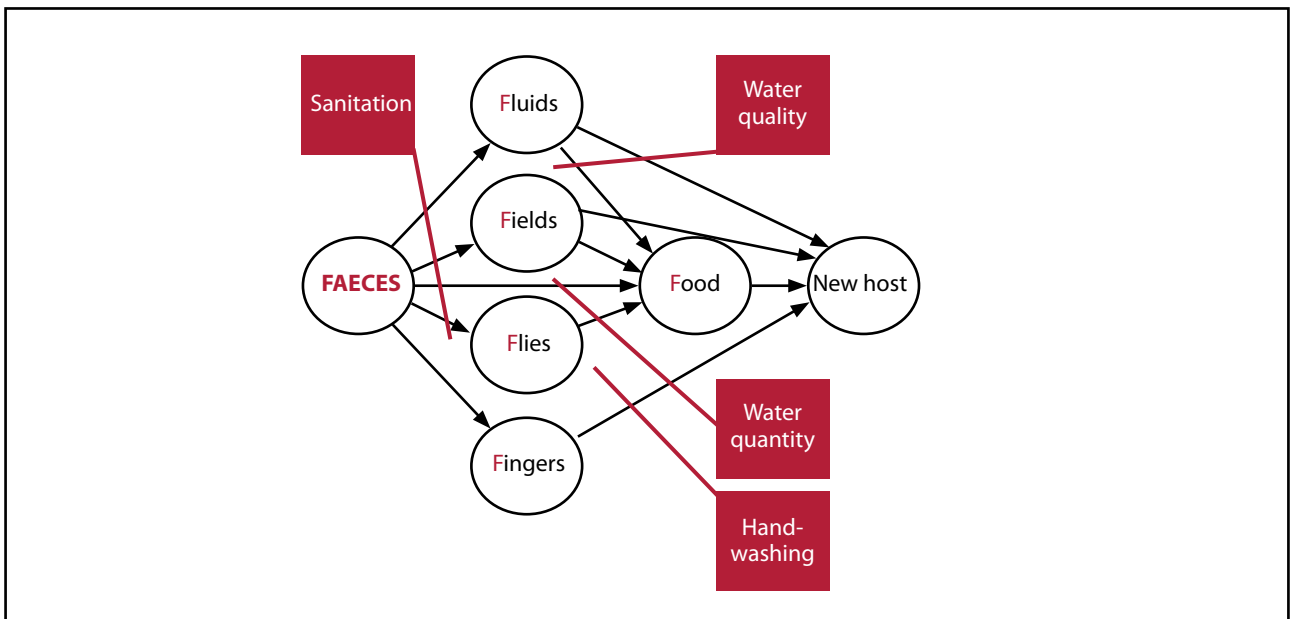 Sanitation
Fluids
Water
quality
Fields
FAECES
Food
New host
Flies
Water
quantity
Fingers
Hand-
washing